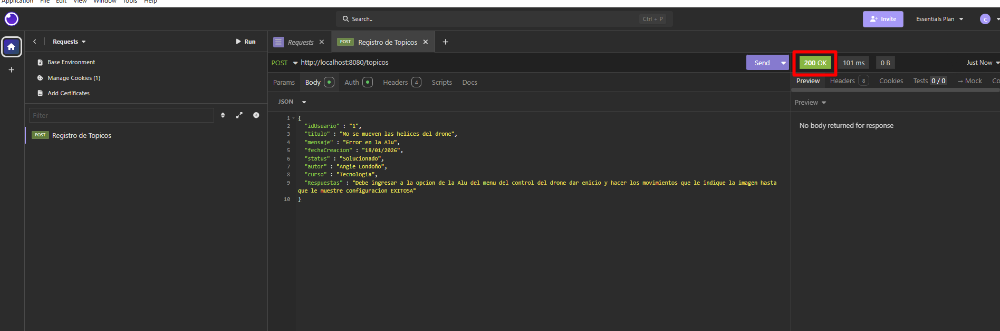 Application File Edit View Window Tools Help
Search.. Ctrl + P
Invite
Essentials Plan
C
Requests
Run
Requests
POST Registro de Topicos
Base Environment
Manage Cookies (1)
Add Certificates
Filter
POST Registro de Topicos
POST http://localhost:8080/topicos
Send
Params Body Auth Headers 4 Scripts Docs
JSON
1 {
2 "idUsuario" : "1",
3 "titulo" : "Mo se mueven las helices del drone",
4 "mensaje" : "Error en la Alu",
5 "fechaCreacion" : "18/01/2026",
6 "status" : "Solucionado",
7 "autor" : "Angie Londoño",
8 "curso" : "Tecnologia",
9 "Respuestas" : "Debe ingresar a la opcion de la Alu del menu del control del drone dar enicio y hacer los movimientos que le indique la imagen hasta
que le muestre configuracion EXITOSA"
10 }
200 OK 101 ms 0 B Just Now
Preview Headers 8 Cookies Tests 0 / 0 → Mock Co
Preview
No body returned for response